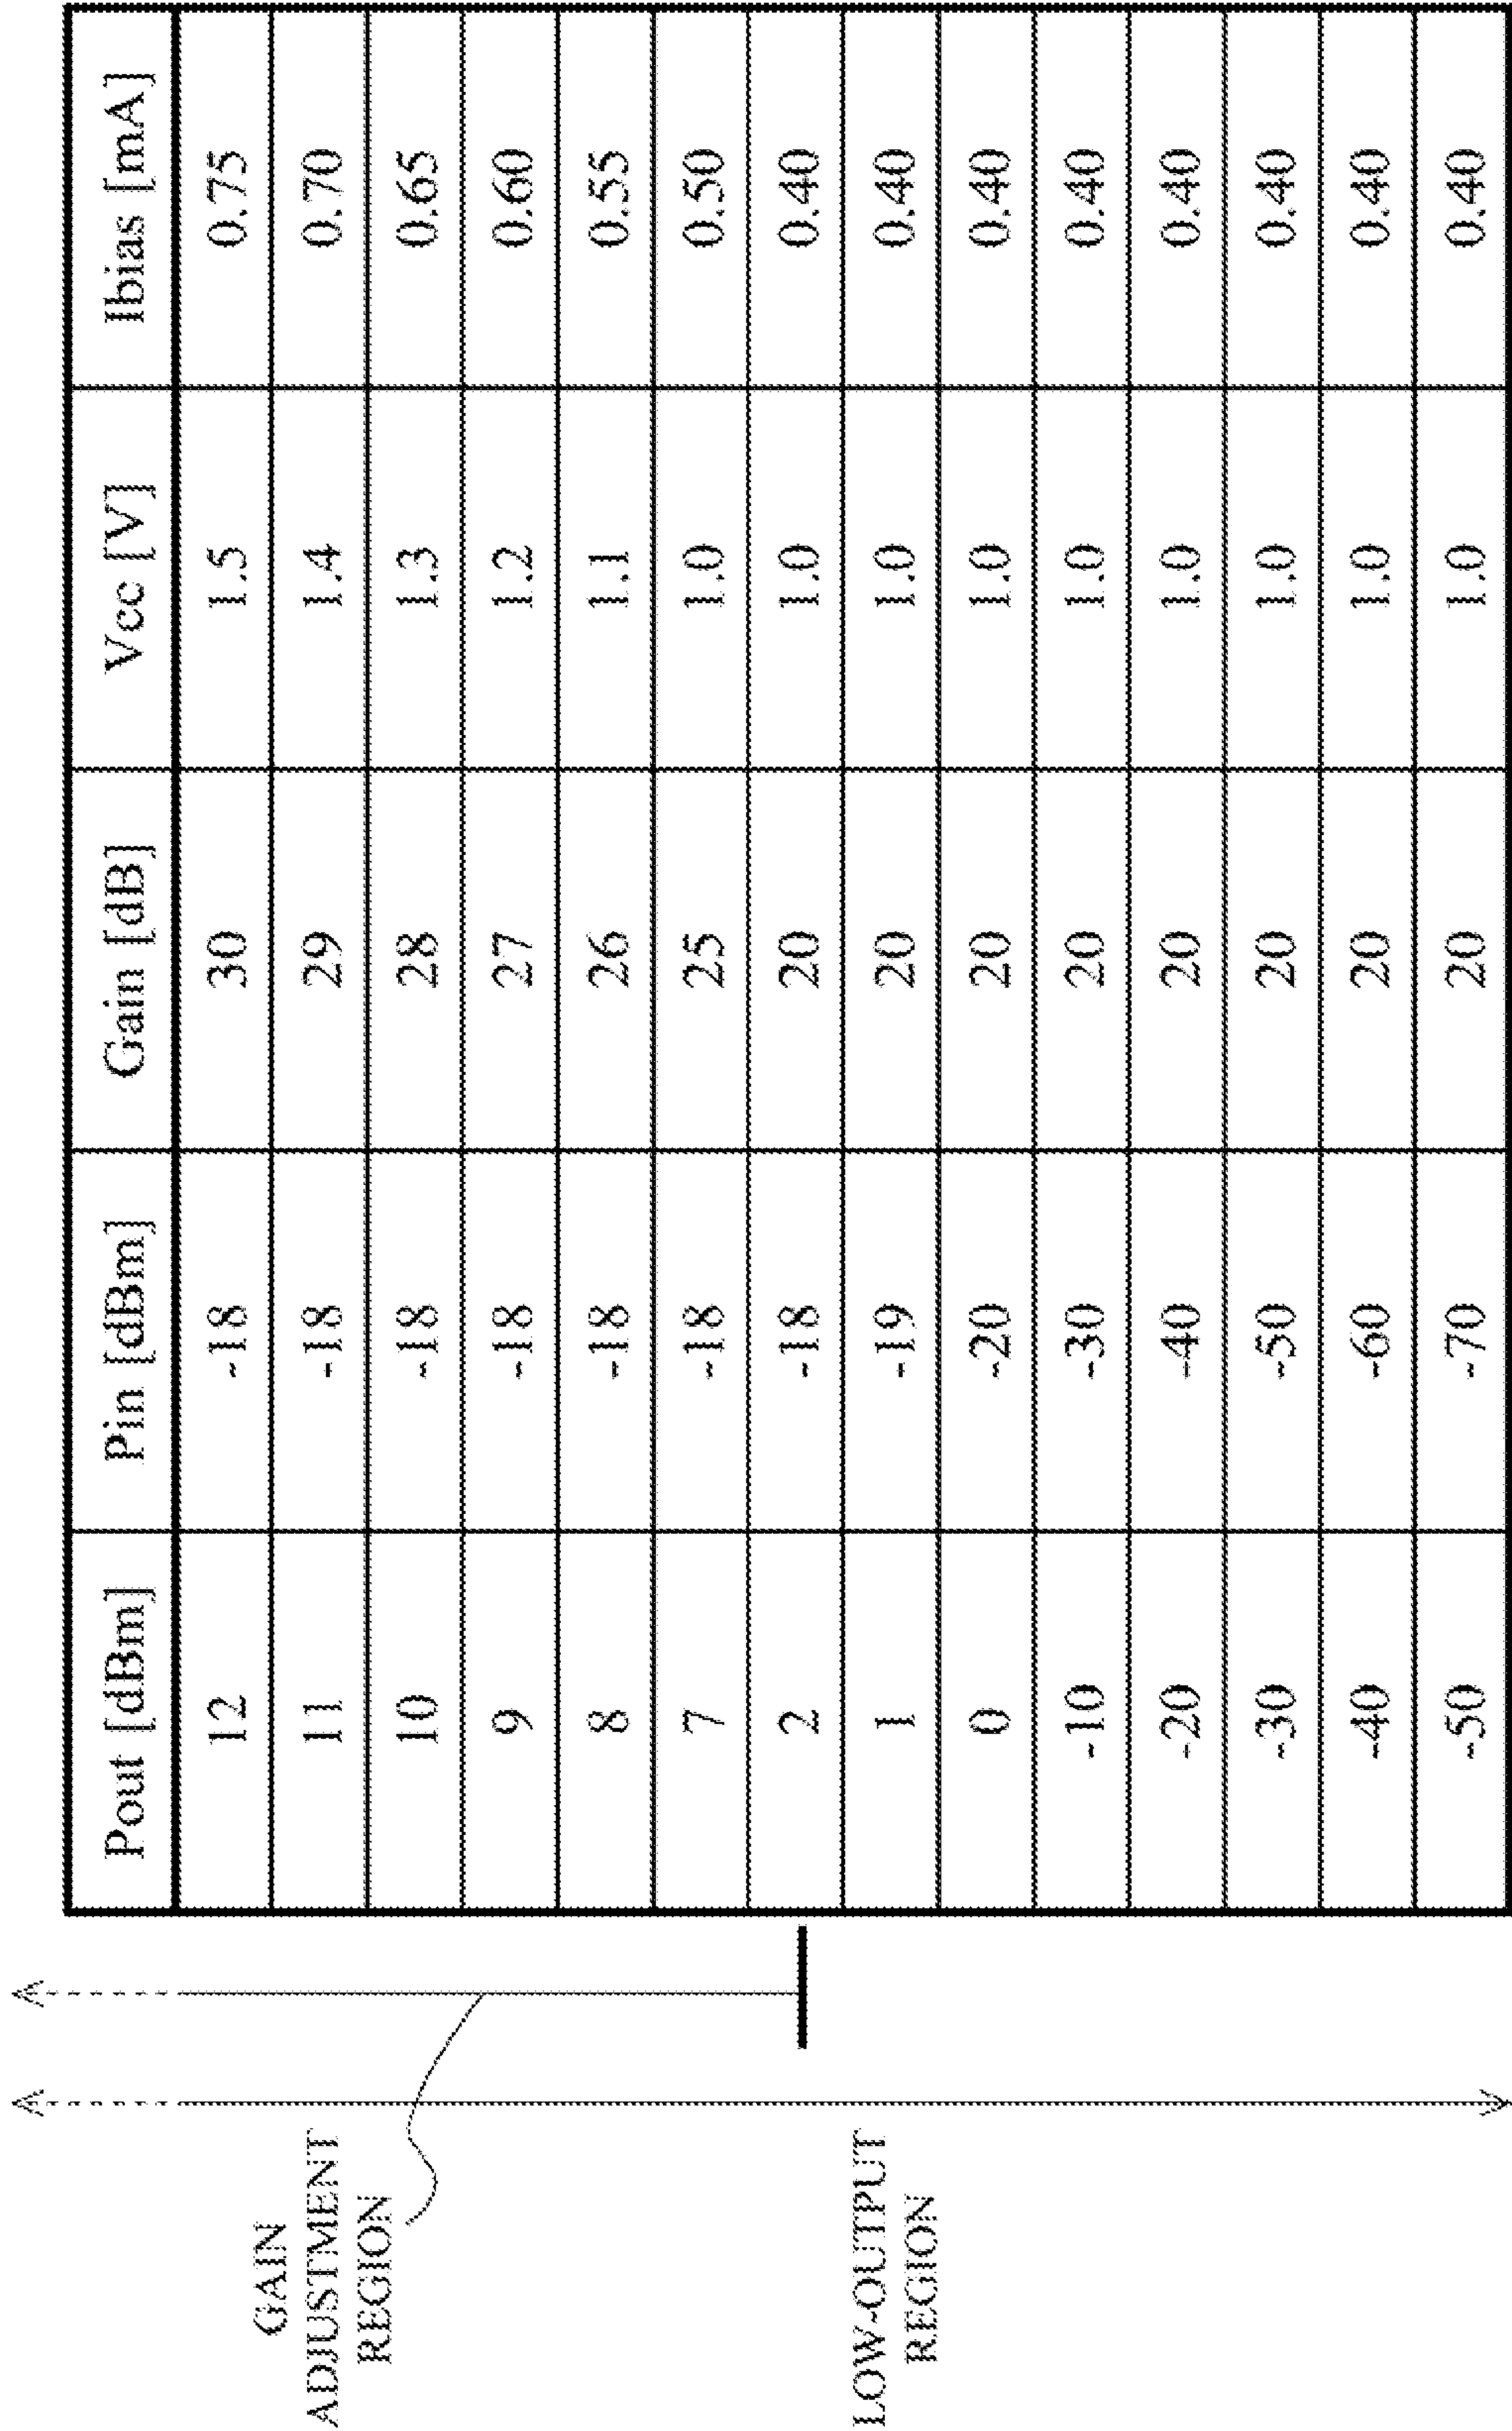 Pout [dBm] Pin [dBm] Gain [dB] Vcc [V] Ibias [mA]
12 -18 30 1.5 0.75
11 -18 29 1.4 0.70
10 -18 28 1.3 0.65
9 -18 27 1.2 0.60
8 -18 26 1.1 0.55
7 -18 25 1.0 0.50
2 -18 20 1.0 0.40
1 -19 20 1.0 0.40
0 -20 20 1.0 0.40
-10 -30 20 1.0 0.40
-20 -40 20 1.0 0.40
-30 -50 20 1.0 0.40
-40 -60 20 1.0 0.40
-50 -70 20 1.0 0.40
GAIN
ADJUSTMENT
REGION
LOW-OUTPUT
REGION